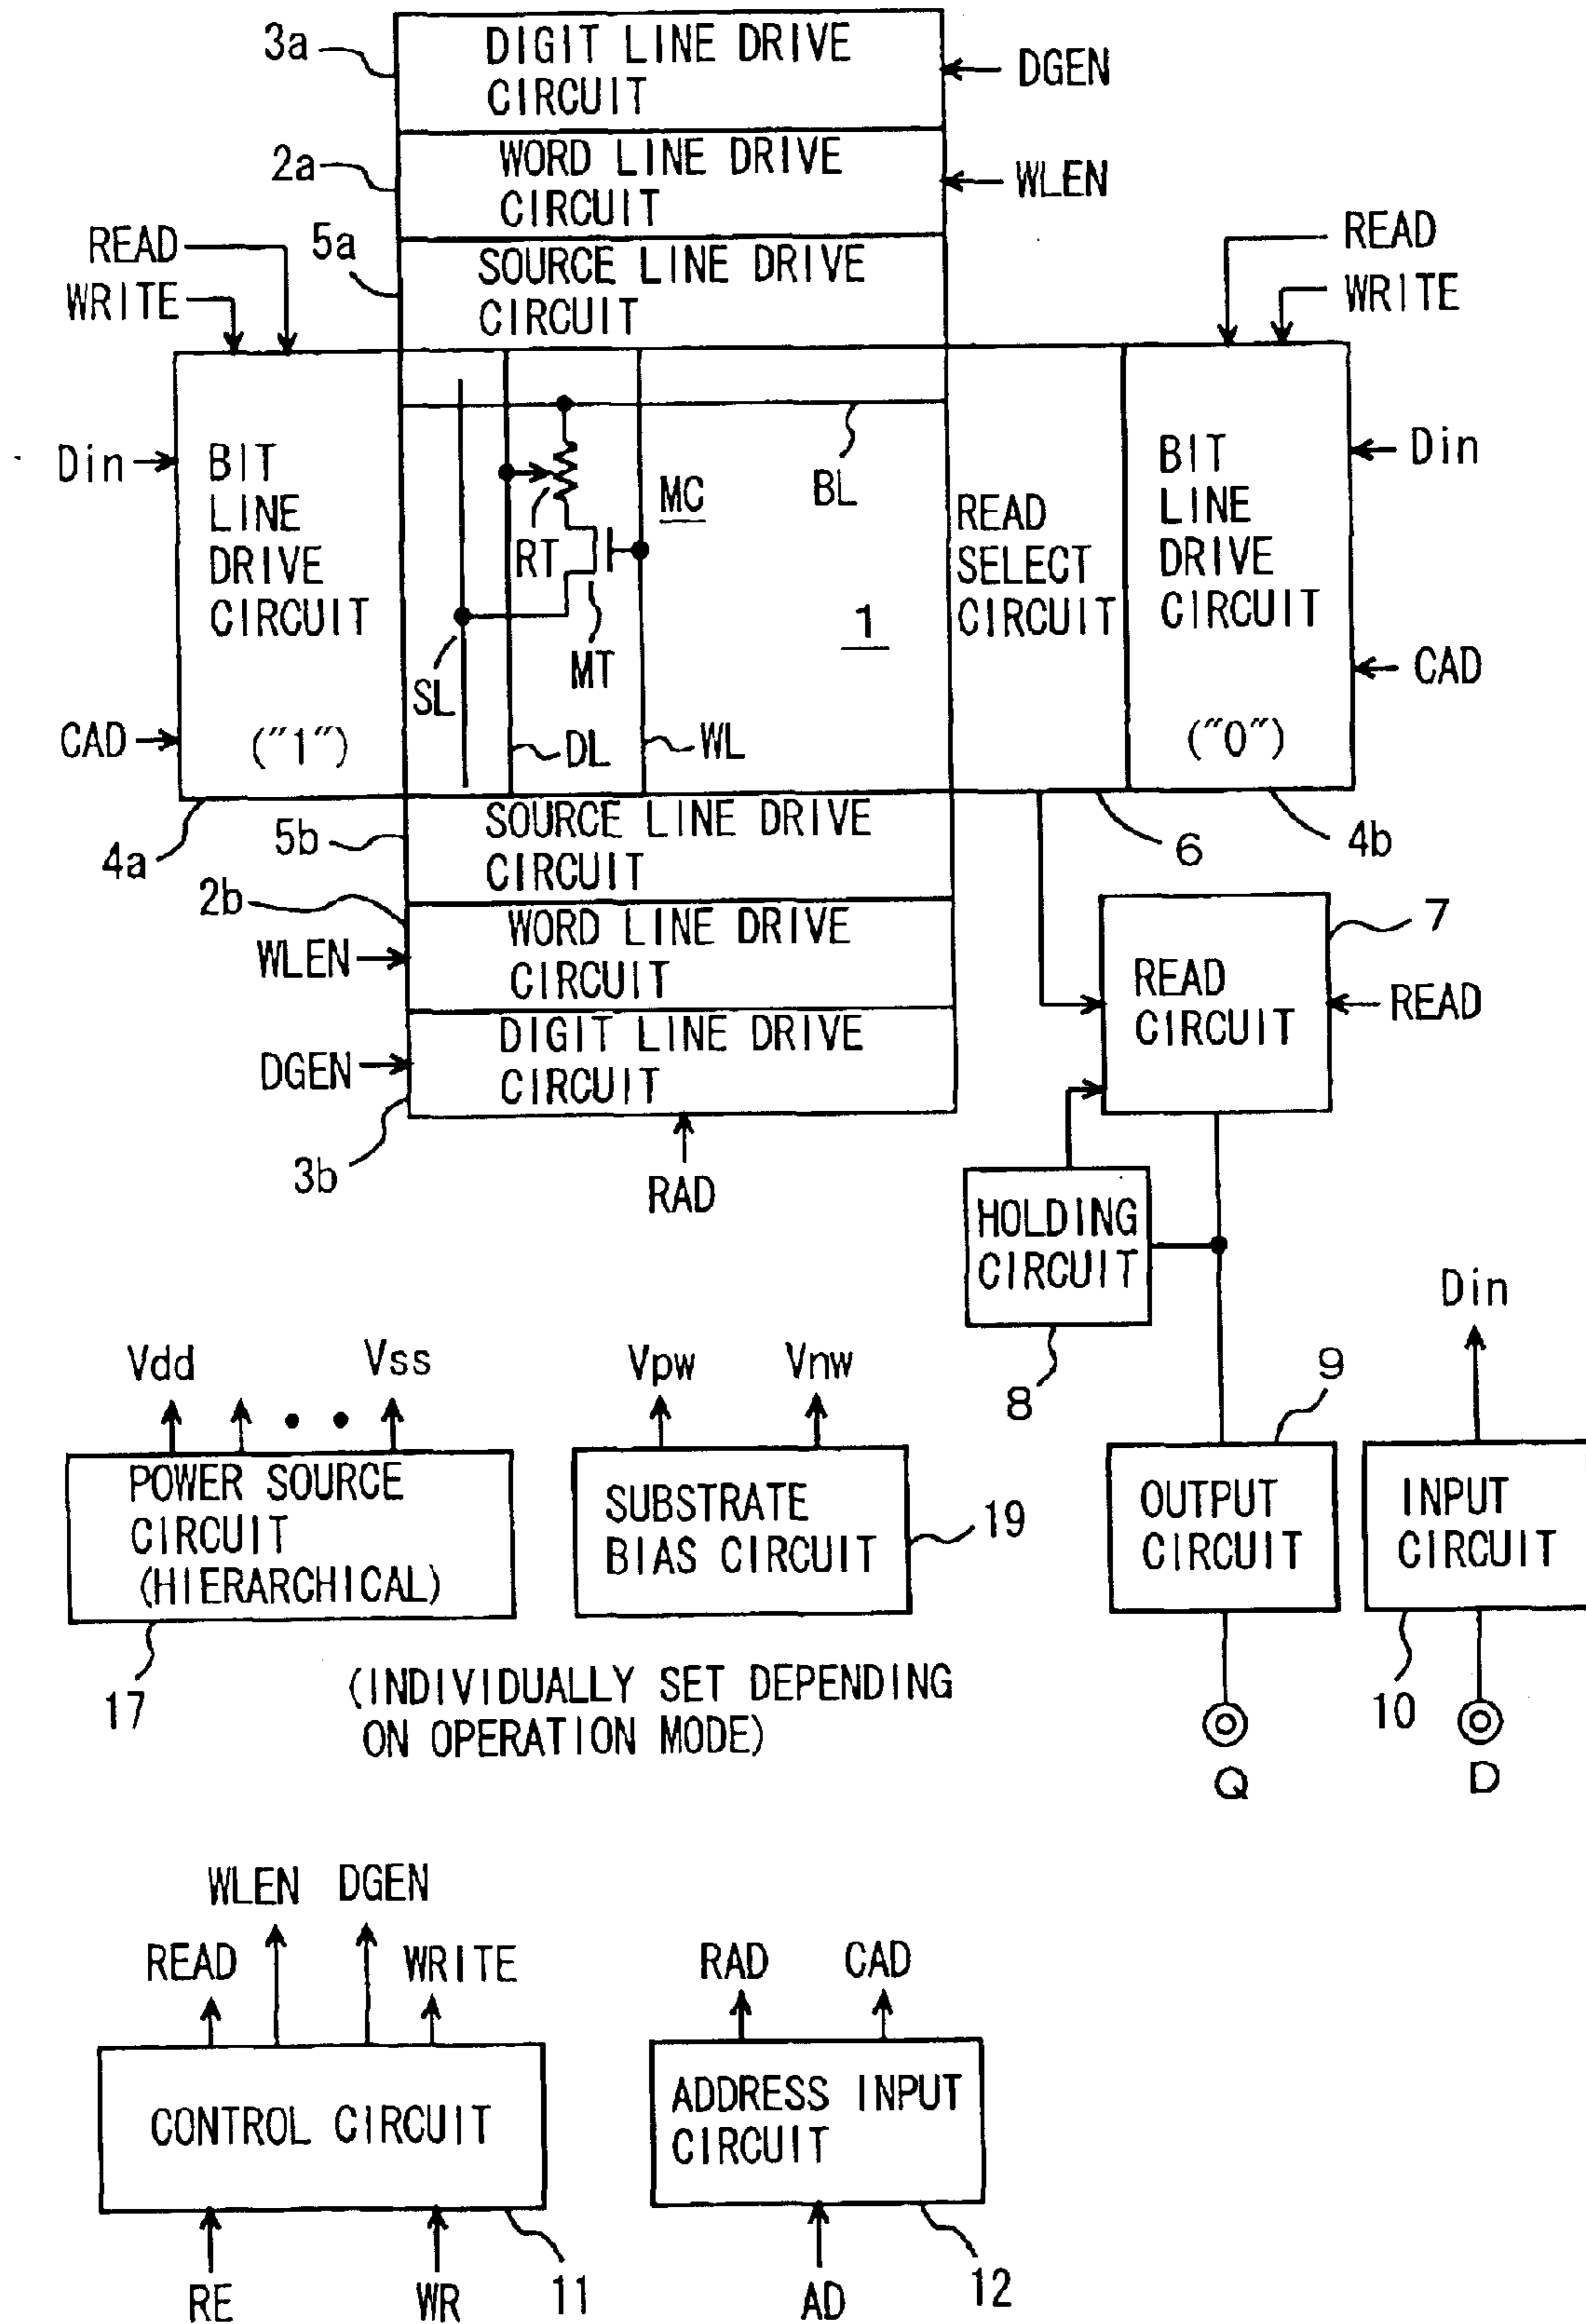 3a
DIGIT LINE DRIVE
CIRCUIT
DGEN
2a
WORD LINE DRIVE
CIRCUIT
WLEN
READ
WRITE
5a
SOURCE LINE DRIVE
CIRCUIT
READ
WRITE
Din
BIT
LINE
DRIVE
CIRCUIT
("1")
CAD
4a
RT
MC
BL
1
SL
MT
DL
WL
READ
SELECT
CIRCUIT
BIT
LINE
DRIVE
CIRCUIT
("0")
Din
CAD
6
4b
5b
SOURCE LINE DRIVE
CIRCUIT
2b
WLEN
WORD LINE DRIVE
CIRCUIT
DGEN
DIGIT LINE DRIVE
CIRCUIT
3b
RAD
7
READ
CIRCUIT
READ
HOLDING
CIRCUIT
8
Din
Vdd
Vss
POWER SOURCE
CIRCUIT
(HIERARCHICAL)
17
Vpw
Vnw
SUBSTRATE
BIAS CIRCUIT
19
(INDIVIDUALLY SET DEPENDING
ON OPERATION MODE)
9
OUTPUT
CIRCUIT
Q
INPUT
CIRCUIT
10
D
WLEN
DGEN
READ
WRITE
CONTROL CIRCUIT
RE
WR
11
RAD
CAD
ADDRESS INPUT
CIRCUIT
AD
12